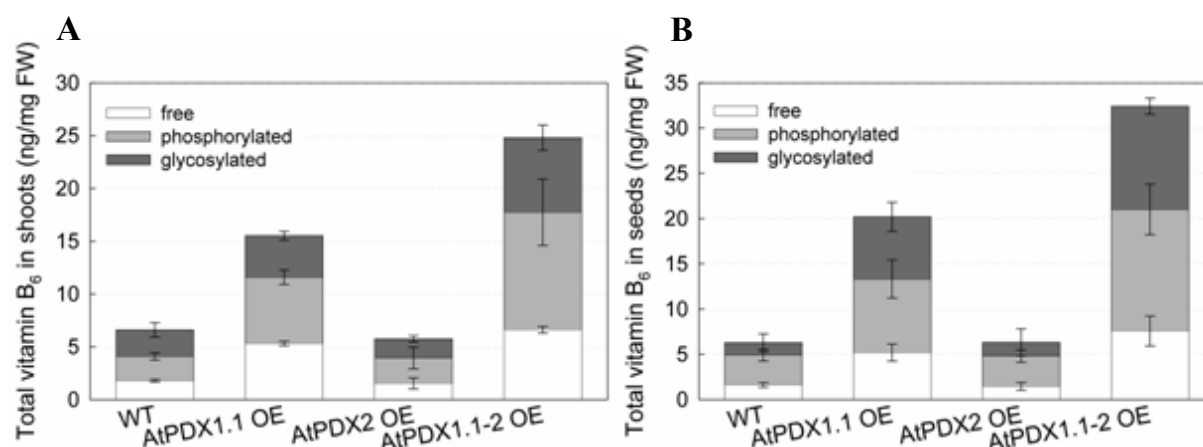 A
Total vitamin B6 in shoots (ng/mg FW)
30
25
20
15
10
5
0
free
phosphorylated
glycosylated
WT
AtPDX1.1 OE
AtPDX2 OE
AtPDX1.1-2 OE
B
Total vitamin B6 in seeds (ng/mg FW)
35
30
25
20
15
10
5
0
free
phosphorylated
glycosylated
WT
AtPDX1.1 OE
AtPDX2 OE
AtPDX1.1-2 OE